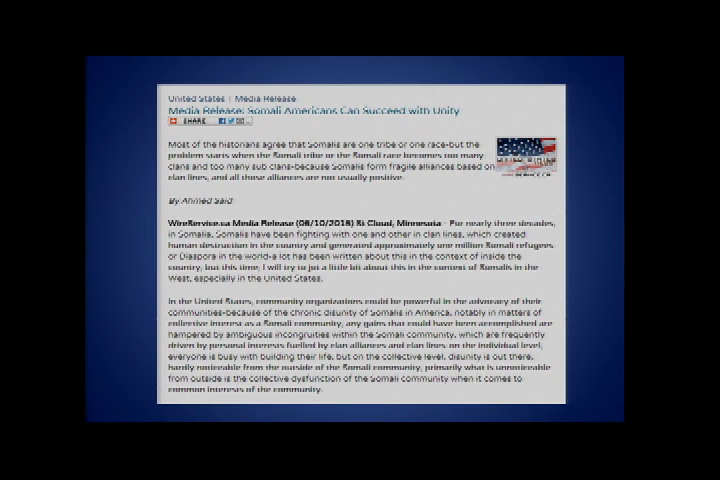 United States | Media Release
Media Release: Somali Americans Can Succeed with Unity
SHARE
Most of the historians agree that Somalis are one tribe or one race-but the
problem starts when the Somali tribe or the Somali race becomes too many
clans and too many sub clans-because Somalis form fragile alliances based on
clan lines, and all those alliances are not usually positive.
By Ahmed Said
WireService.ca Media Release (06/10/2016) St Cloud, Minnesota - For nearly three decades,
in Somalia, Somalis have been fighting with one and other in clan lines, which created
human destruction in the country and generated approximately one million Somali refugees
or Diaspora in the world-a lot has been written about this in the context of inside the
country, but this time, I will try to jot a little bit about this in the context of Somalis in the
West, especially in the United States.
In the United States, community organizations could be powerful in the advocacy of their
communities-because of the chronic disunity of Somalis in America, notably in matters of
collective interest as a Somali community, any gains that could have been accomplished are
hampered by ambiguous incongruities within the Somali community, which are frequently
driven by personal interests fuelled by clan alliances and clan lines on the individual level,
everyone is busy with building their life, but on the collective level, disunity is out there,
hardly noticeable from the outside of the Somali community, primarily what is unnoticeable
from outside is the collective dysfunction of the Somali community when it comes to
common interests of the community.